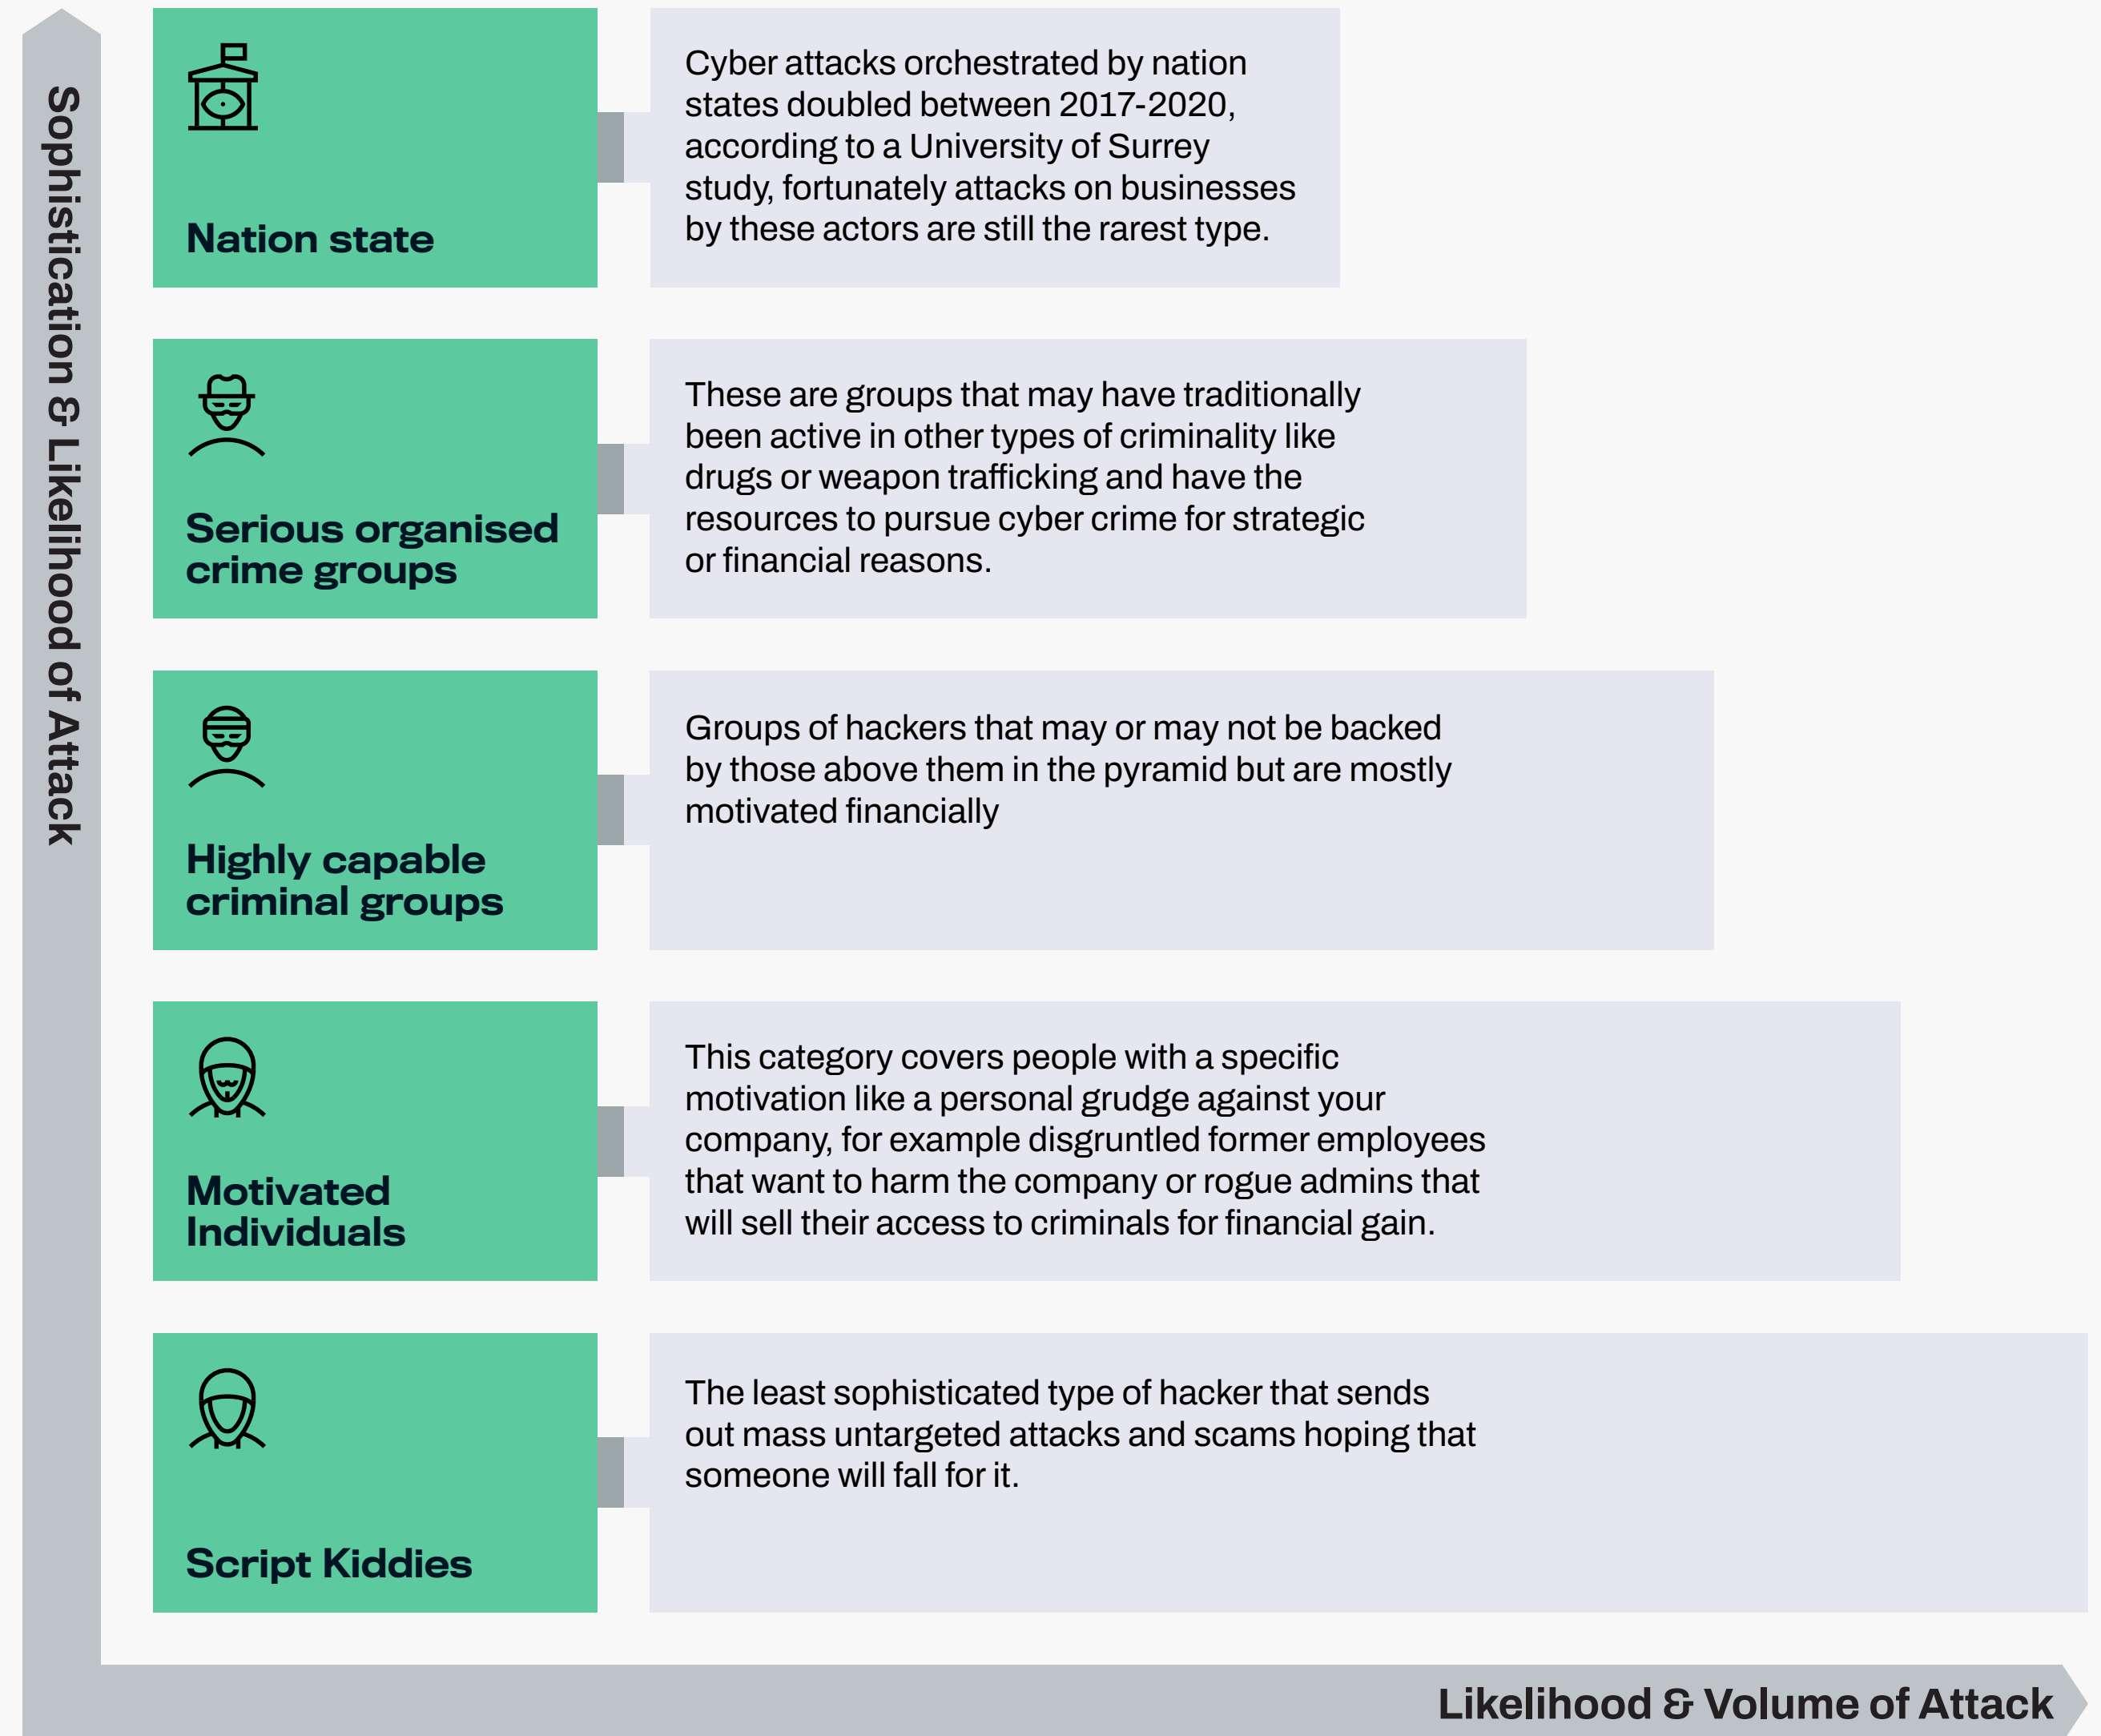 Sophistication & Likelihood of Attack
Nation state
Cyber attacks orchestrated by nation
states doubled between 2017-2020,
according to a University of Surrey
study, fortunately attacks on businesses
by these actors are still the rarest type.
Serious organised
crime groups
These are groups that may have traditionally
been active in other types of criminality like
drugs or weapon trafficking and have the
resources to pursue cyber crime for strategic
or financial reasons.
Highly capable
criminal groups
Groups of hackers that may or may not be backed
by those above them in the pyramid but are mostly
motivated financially
Motivated
Individuals
This category covers people with a specific
motivation like a personal grudge against your
company, for example disgruntled former employees
that want to harm the company or rogue admins that
will sell their access to criminals for financial gain.
Script Kiddies
The least sophisticated type of hacker that sends
out mass untargeted attacks and scams hoping that
someone will fall for it.
Likelihood & Volume of Attack